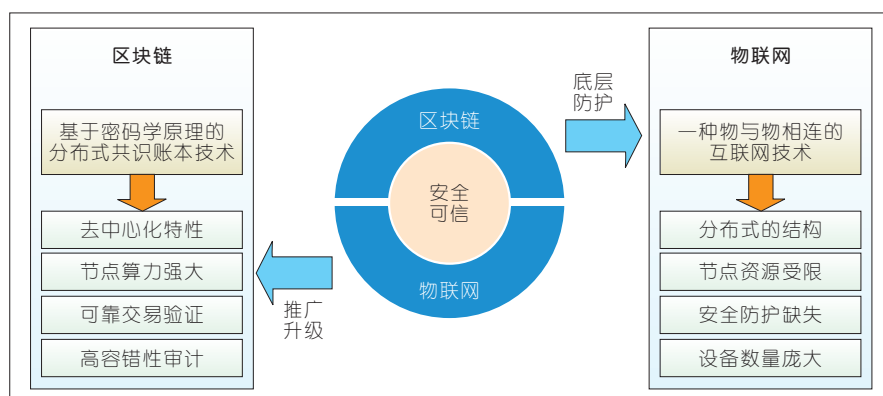 区块链
基于密码学原理的
分布式共识账本技术
去中心化特性
节点算力强大
可靠交易验证
高容错性审计
区块链
安全
可信
物联网
底层
防护
推广
升级
物联网
一种物与物相连的
互联网技术
分布式的结构
节点资源受限
安全防护缺失
设备数量庞大